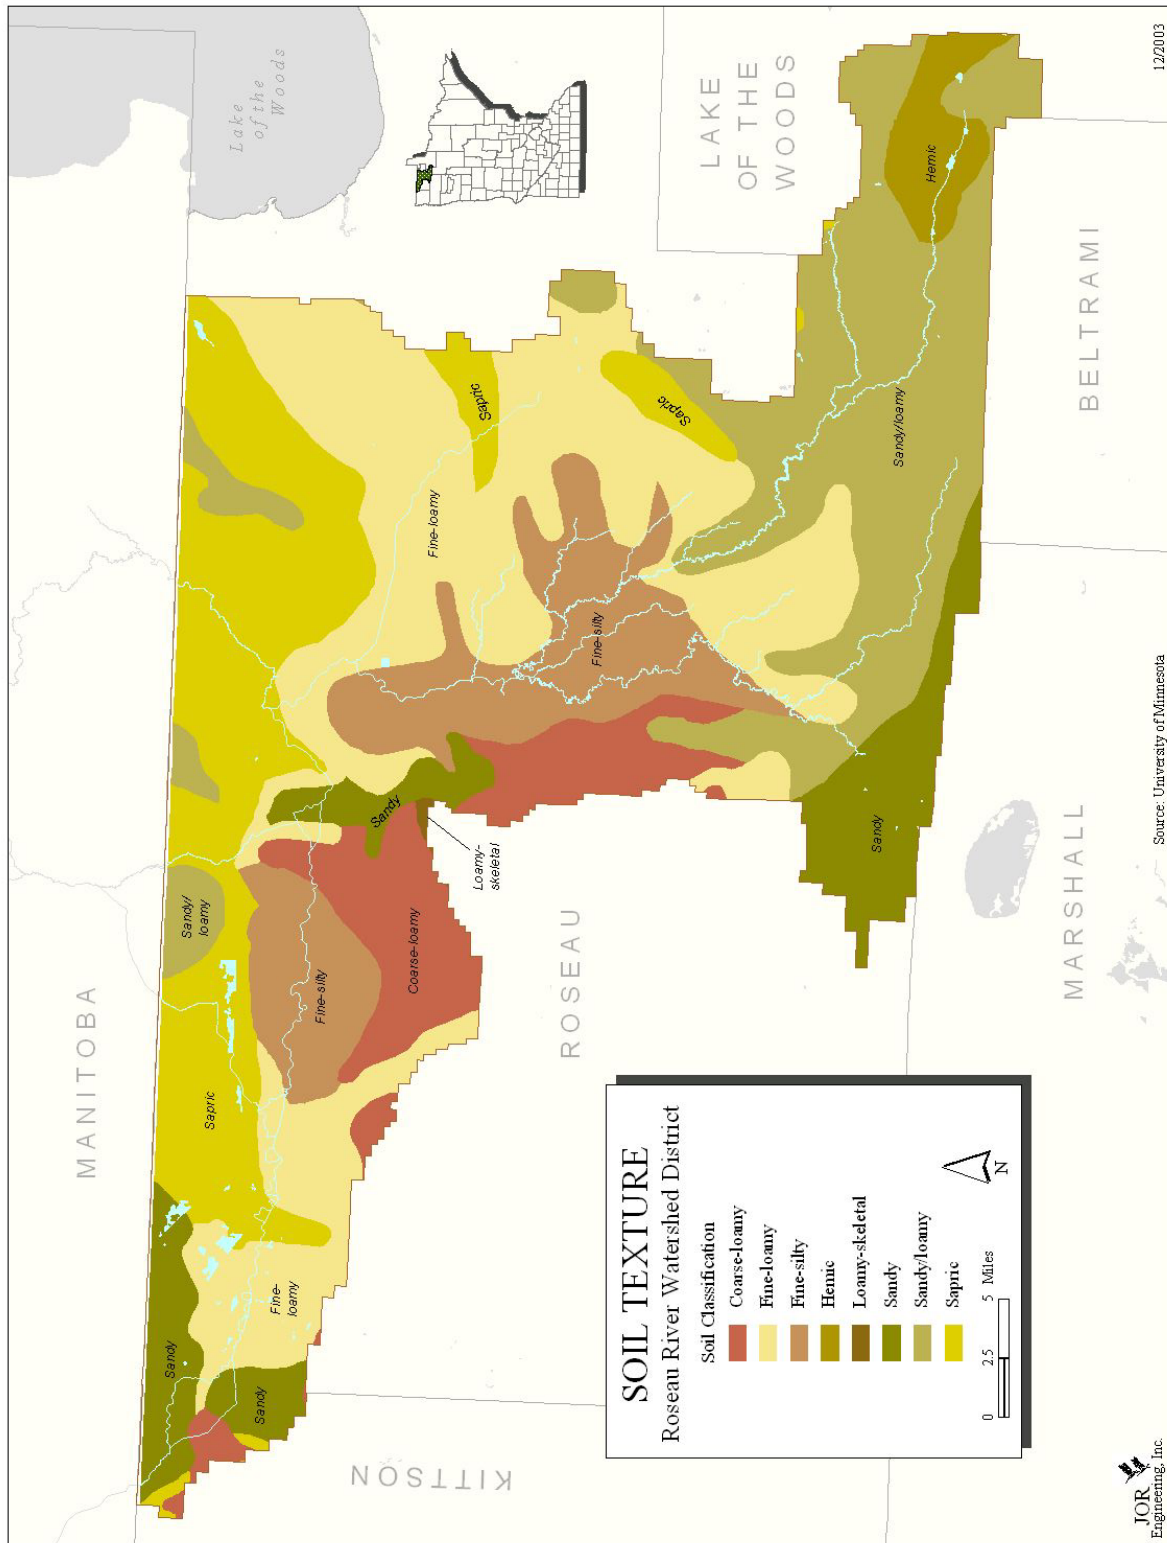 Lake
of the
Woods
LAKE
OF THE
WOODS
MANITOBA
ROSEAU
KITTSON
MARSHALL
BELTRAMI
Sandy
Sandy
Fine-
loamy
Sapric
Sandy/
loamy
Fine-silty
Coarse-loamy
Sandy
Loamy-
skeletal
Fine-loamy
Sapric
Sapric
Fine-silty
Sandy/loamy
Hemic
Sandy
SOIL TEXTURE
Roseau River Watershed District
Soil Classification
Coarse-loamy
Fine-loamy
Fine-silty
Hemic
Loamy-skeletal
Sandy
Sandy/loamy
Sapric
0 2.5 5 Miles
N
JOR
Engineering, Inc.
Source: University of Minnesota
12/2003